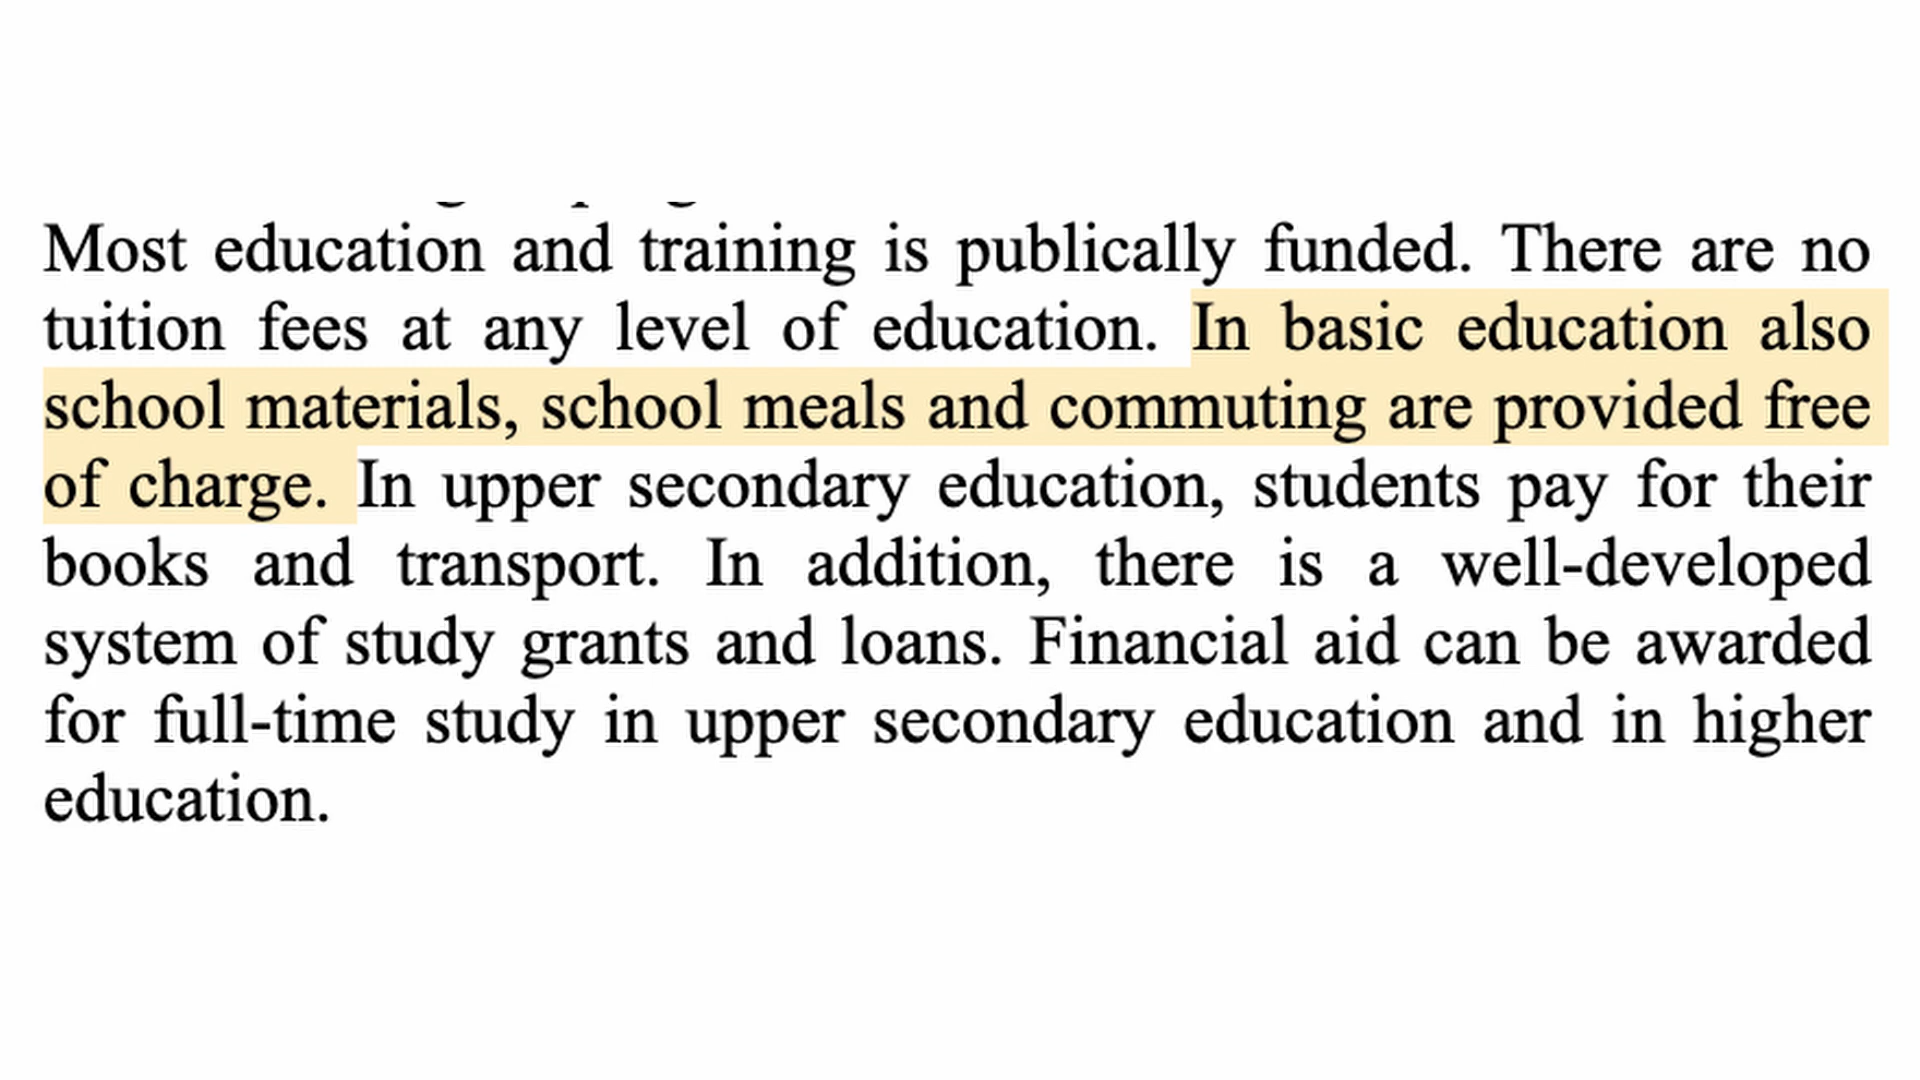 Most education and training is publically funded. There are no
tuition fees at any level of education. In basic education also
school materials, school meals and commuting are provided free
of charge. In upper secondary education, students pay for their
books and transport. In addition, there is a well-developed
system of study grants and loans. Financial aid can be awarded
for full-time study in upper secondary education and in higher
education.